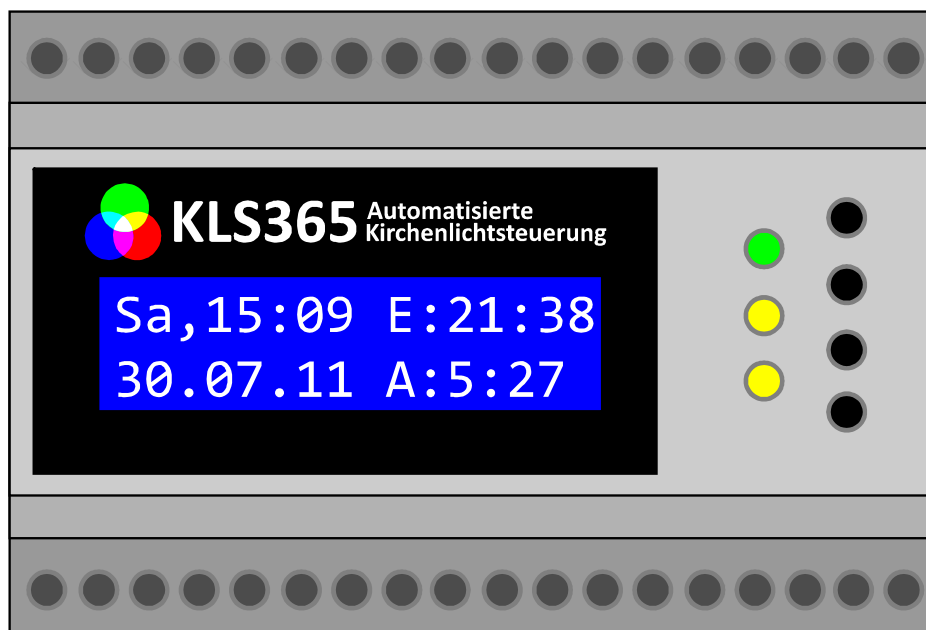 KLS365
Automatisierte
Kirchenlichtsteuerung
Sa,15:09 E:21:38
30.07.11 A:5:27